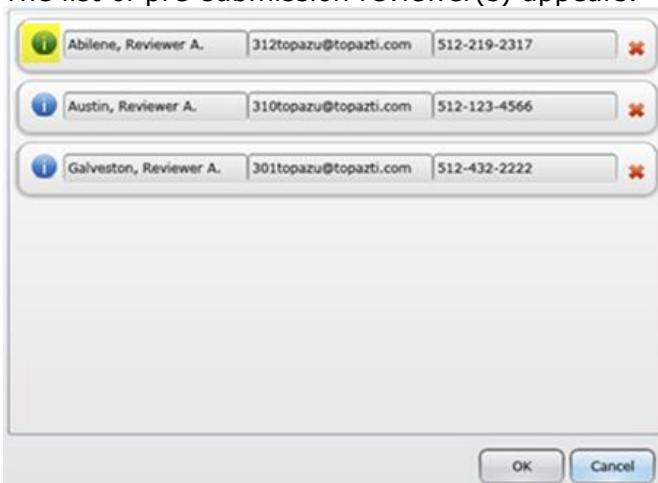 The list of pre-submission reviewer(s) appears.
Abilene, Reviewer A. 312topazu@topazti.com 512-219-2317
Austin, Reviewer A. 310topazu@topazti.com 512-123-4566
Galveston, Reviewer A. 301topazu@topazti.com 512-432-2222
OK Cancel